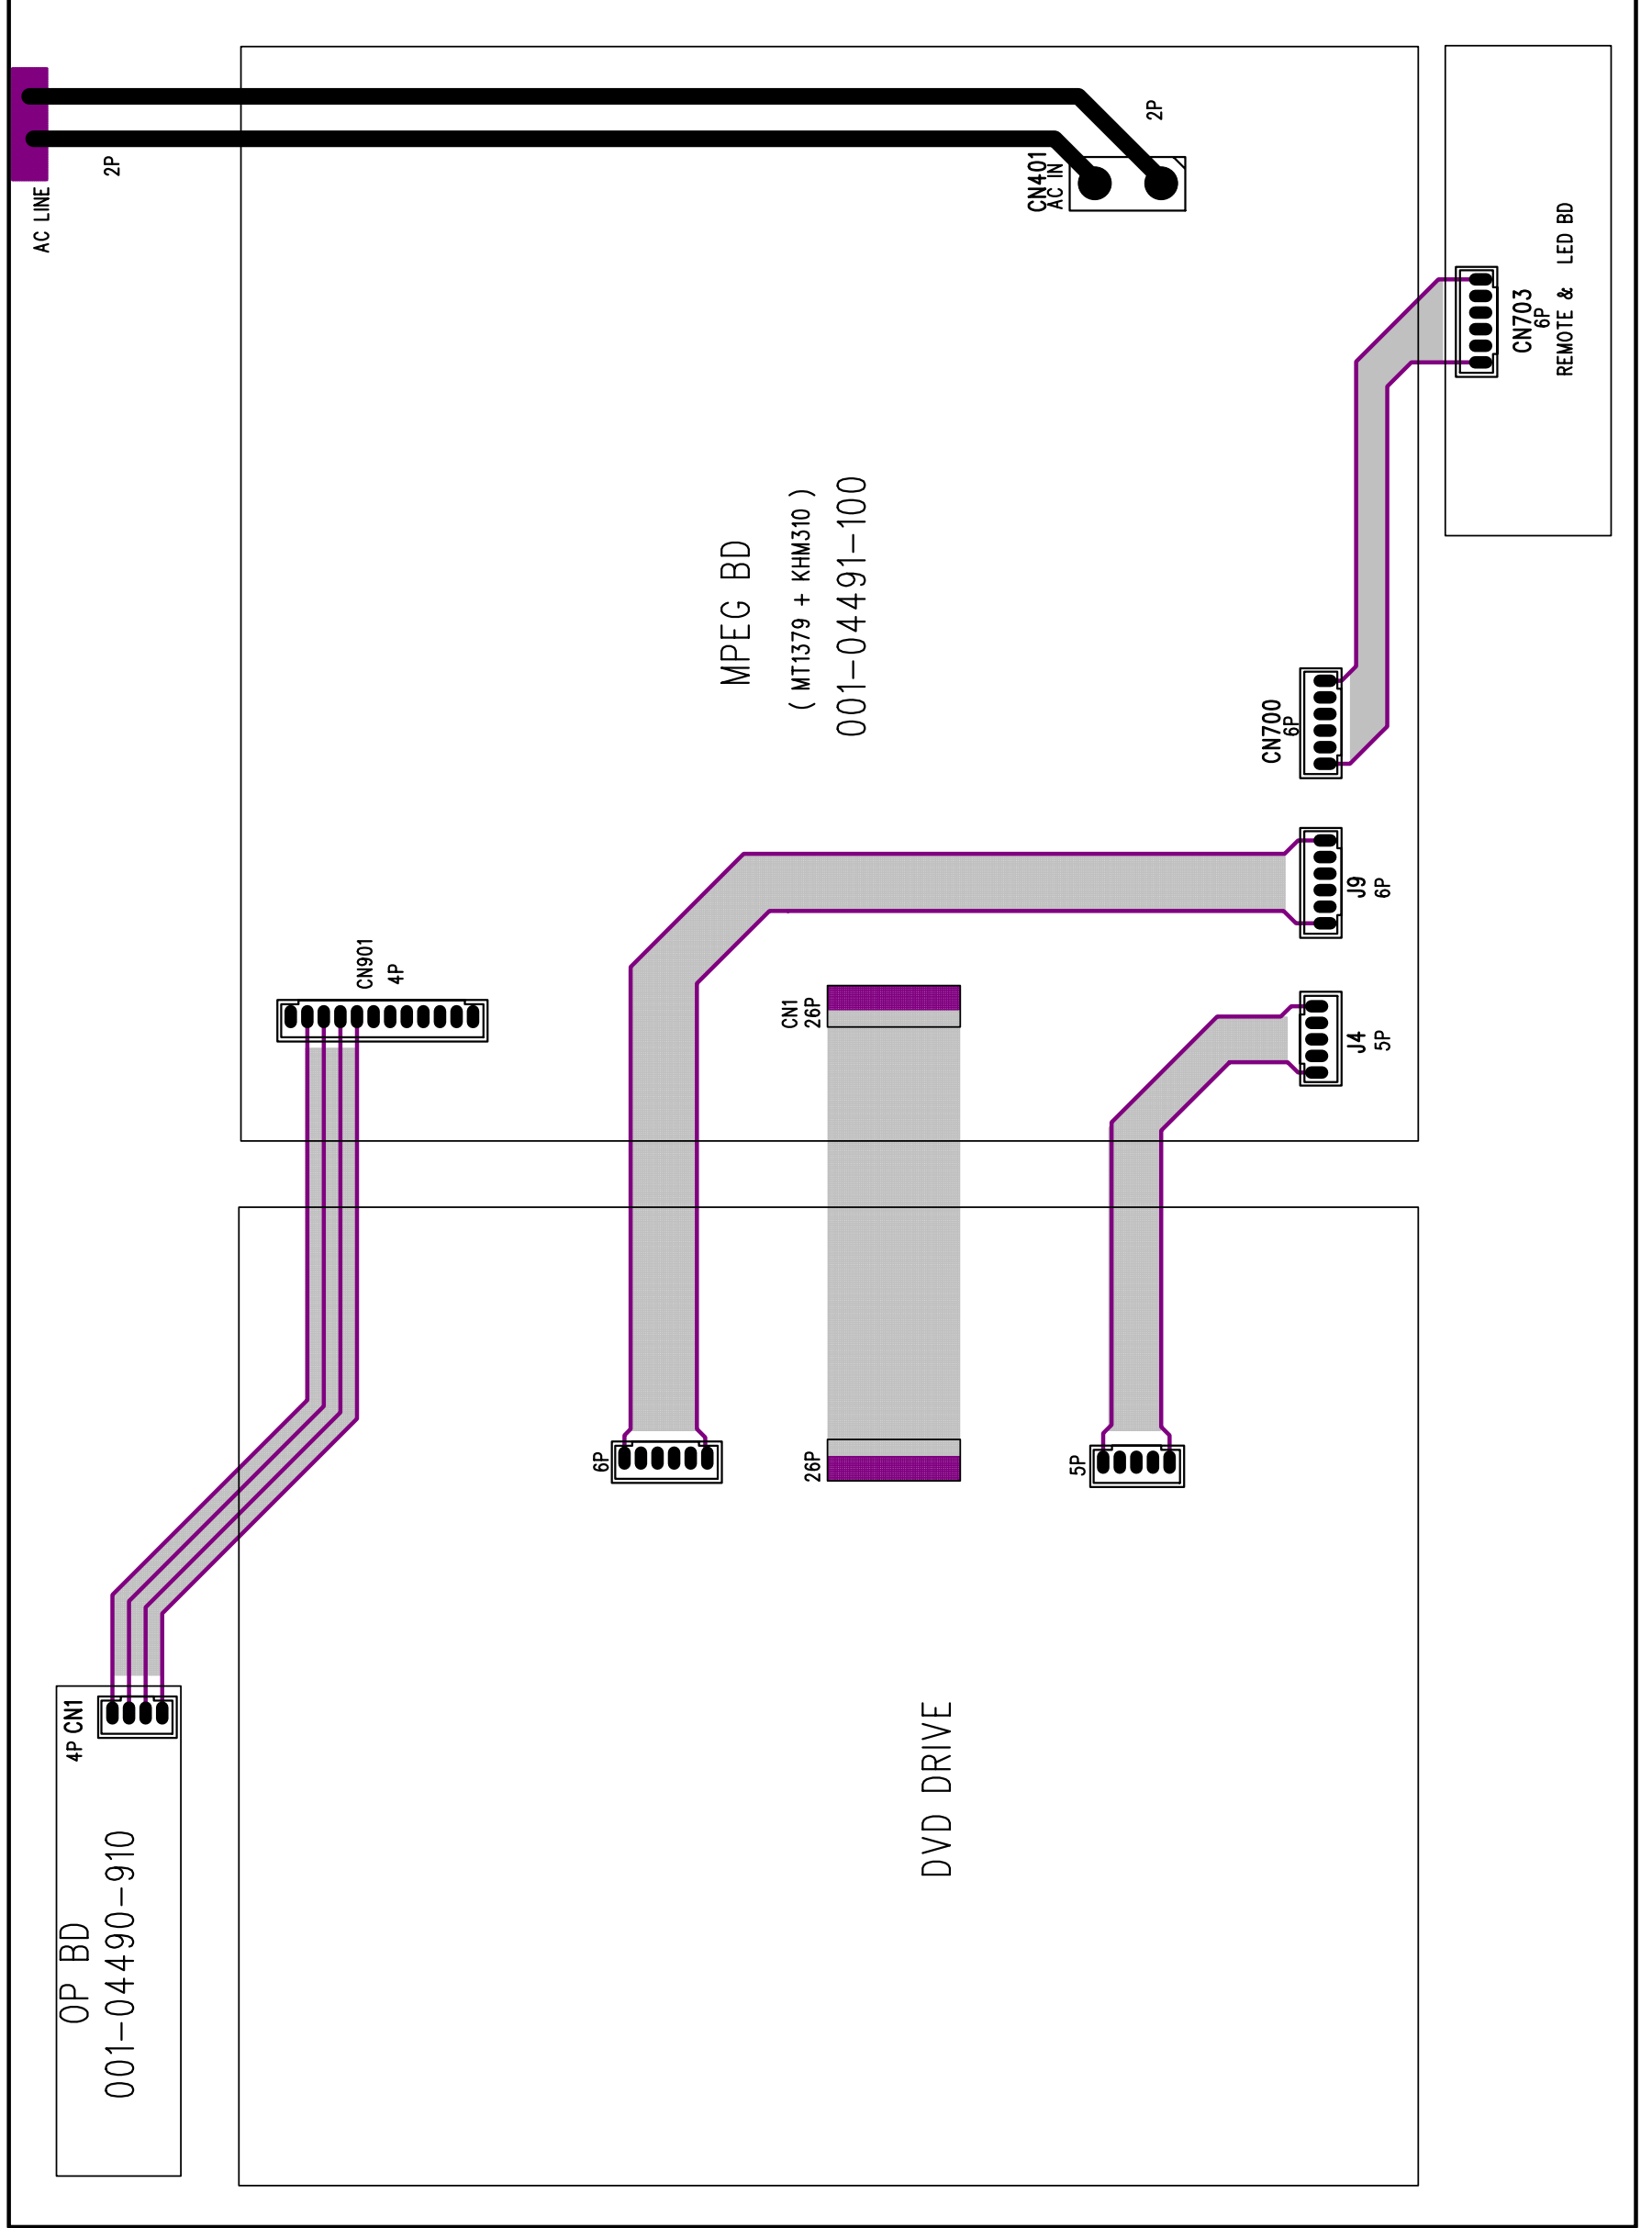 AC LINE
2P
2P
CN401
AC IN
CN703
6P
REMOTE & LED BD
MPEG BD
( MT1379 + KHM310 )
001-04491-100
CN700
6P
J9
6P
CN901
4P
CN1
26P
J4
5P
6P
26P
5P
4P CN1
OP BD
001-04490-910
DVD DRIVE